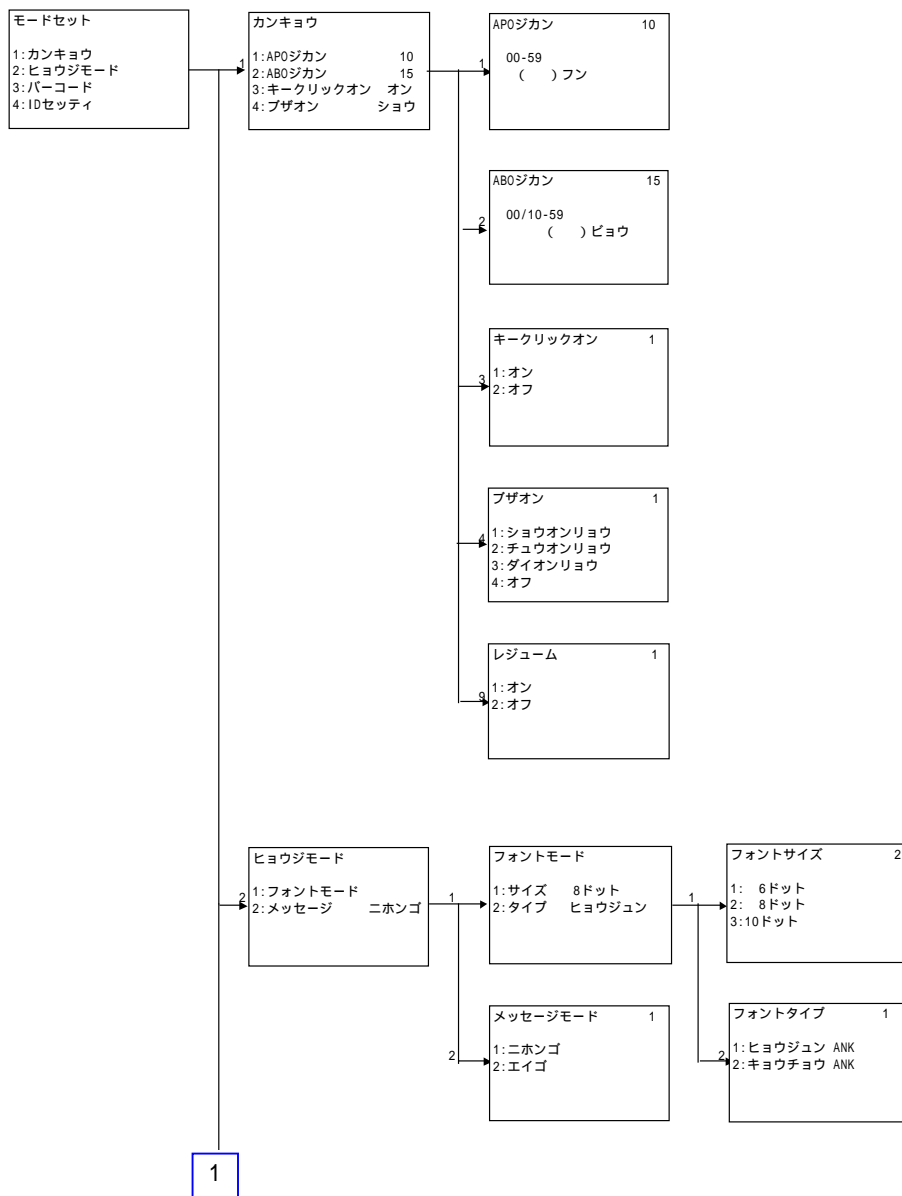 モードセット
1:カンキョウ
2:ヒョウジモード
3:バーコード
4:IDセッティ
1
カンキョウ
1:APOジカン 10
2:ABOジカン 15
3:キークリックオン オン
4:ブザオン ショウ
1
APOジカン 10
00-59
( )フン
2
ABOジカン 15
00/10-59
( )ビョウ
3
キークリックオン 1
1:オン
2:オフ
4
ブザオン 1
1:ショウオンリョウ
2:チュウオンリョウ
3:ダイオンリョウ
4:オフ
9
レジューム 1
1:オン
2:オフ
2
ヒョウジモード
1:フォントモード
2:メッセージ ニホンゴ
1
フォントモード
1:サイズ 8ドット
2:タイプ ヒョウジュン
1
フォントサイズ 2
1: 6ドット
2: 8ドット
3:10ドット
2
メッセージモード 1
1:ニホンゴ
2:エイゴ
2
フォントタイプ 1
1:ヒョウジュン ANK
2:キョウチョウ ANK
1